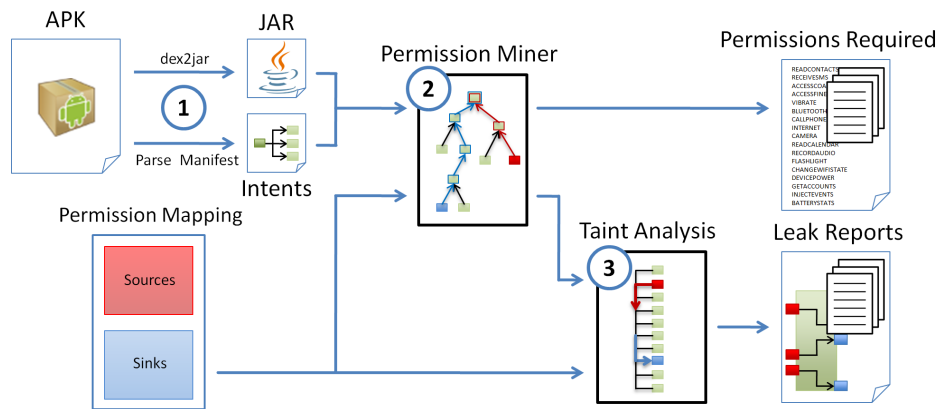 APK
JAR
dex2jar
1
Parse Manifest
Intents
Permission Miner
2
Permissions Required
READCONTACTS
RECEIVESMS
ACCESSCOA
ACCESSFINE
VIBRATE
BLUETOOTH
CALLPHONE
INTERNET
CAMERA
READCALENDAR
RECORDAUDIO
FLASHLIGHT
CHANGEWIFISTATE
DEVICEPOWER
GETACCOUNTS
INJECTEVENTS
BATTERYSTATS
Permission Mapping
Sources
Sinks
Taint Analysis
3
Leak Reports